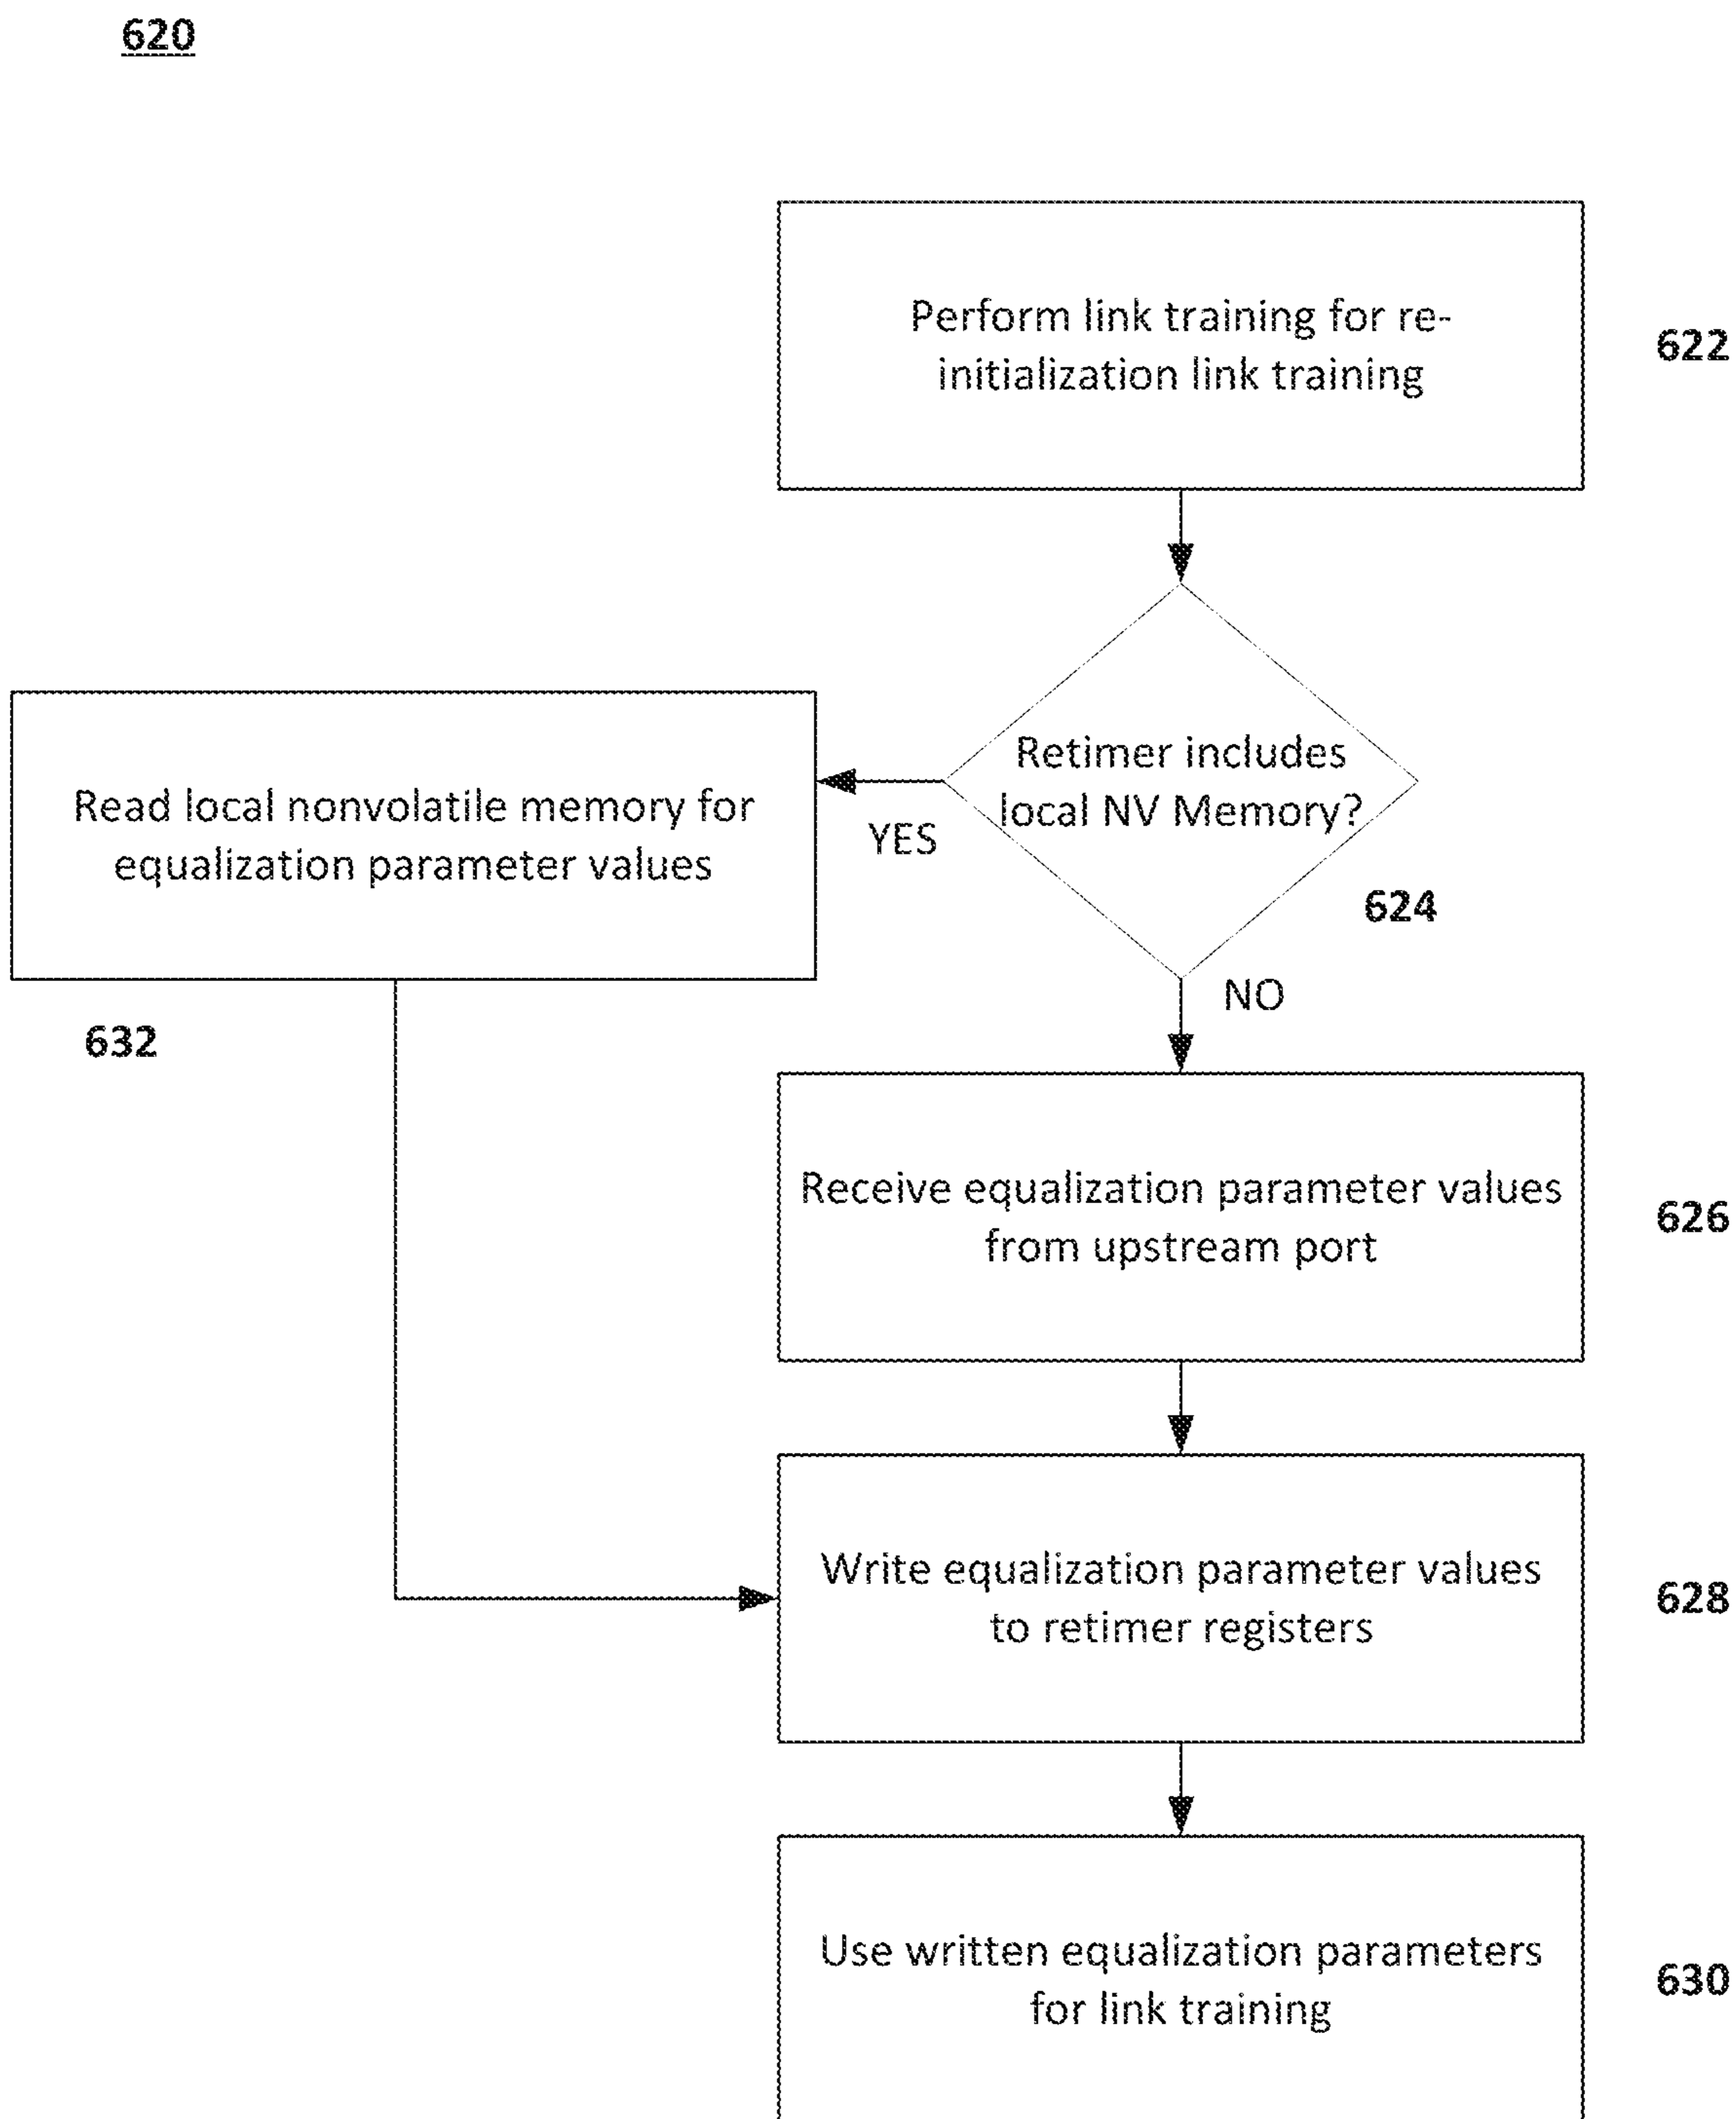 620
Perform link training for re-
initialization link training
622
Retimer includes
local NV Memory?
624
YES
Read local nonvolatile memory for
equalization parameter values
632
NO
Receive equalization parameter values
from upstream port
626
Write equalization parameter values
to retimer registers
628
Use written equalization parameters
for link training
630